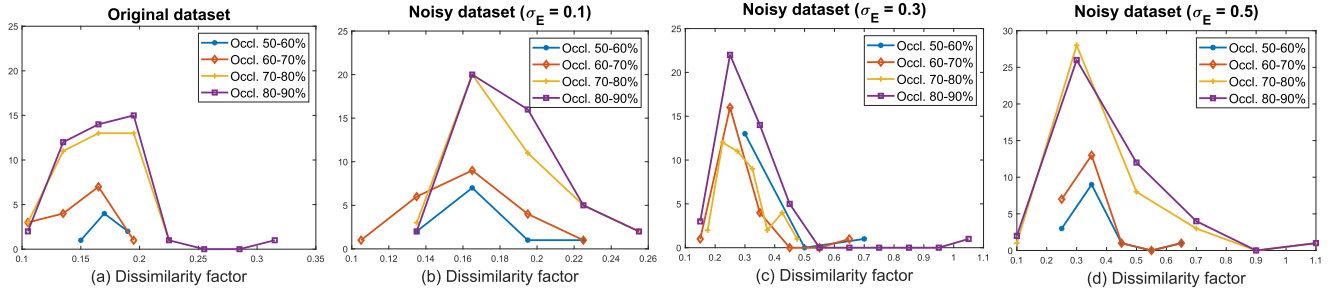 Original dataset
25
20
15
10
5
0
0.1 0.15 0.2 0.25 0.3 0.35
Occl. 50-60%
Occl. 60-70%
Occl. 70-80%
Occl. 80-90%
(a) Dissimilarity factor
Noisy dataset (σE = 0.1)
25
20
15
10
5
0
0.1 0.12 0.14 0.16 0.18 0.2 0.22 0.24 0.26
Occl. 50-60%
Occl. 60-70%
Occl. 70-80%
Occl. 80-90%
(b) Dissimilarity factor
Noisy dataset (σE = 0.3)
25
20
15
10
5
0
0.1 0.2 0.3 0.4 0.5 0.6 0.7 0.8 0.9 1 1.1
Occl. 50-60%
Occl. 60-70%
Occl. 70-80%
Occl. 80-90%
(c) Dissimilarity factor
Noisy dataset (σE = 0.5)
30
25
20
15
10
5
0
0.1 0.2 0.3 0.4 0.5 0.6 0.7 0.8 0.9 1 1.1
Occl. 50-60%
Occl. 60-70%
Occl. 70-80%
Occl. 80-90%
(d) Dissimilarity factor